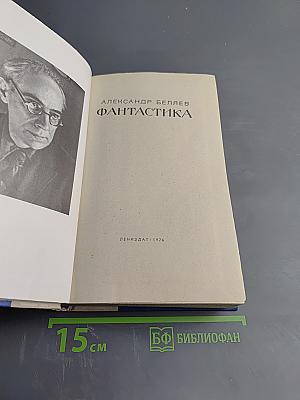 АЛЕКСАНДР БЕЛЯЕВ
ФАНТАСТИКА
ЛЕНИЗДАТ · 1976
15 см
БФ БИБЛИОФАН